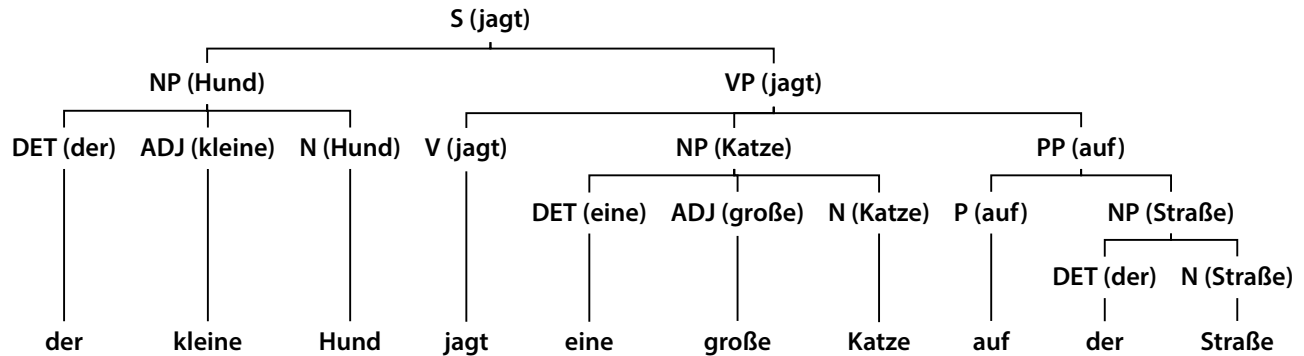 S (jagt)
NP (Hund) VP (jagt)
DET (der) ADJ (kleine) N (Hund) V (jagt) NP (Katze) PP (auf)
DET (eine) ADJ (große) N (Katze) P (auf) NP (Straße)
DET (der) N (Straße)
der kleine Hund jagt eine große Katze auf der Straße